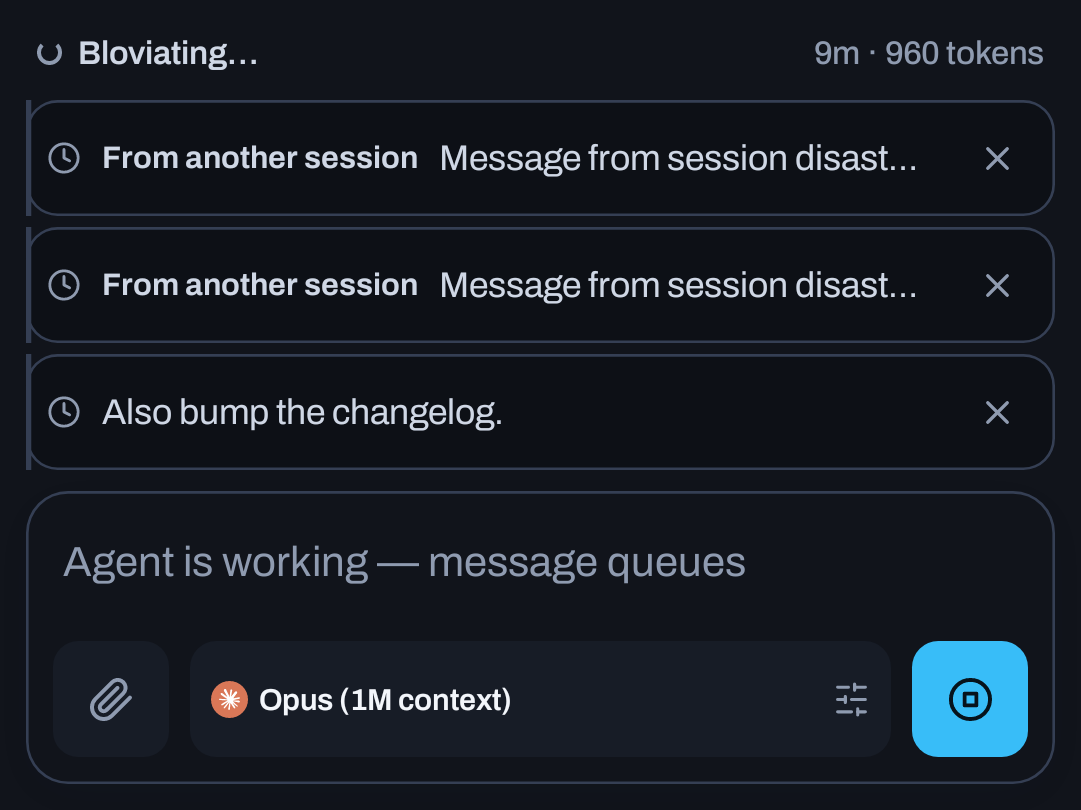 Bloviating… 9m · 960 tokens
From another session Message from session disast…
From another session Message from session disast…
Also bump the changelog.
Agent is working — message queues
Opus (1M context)